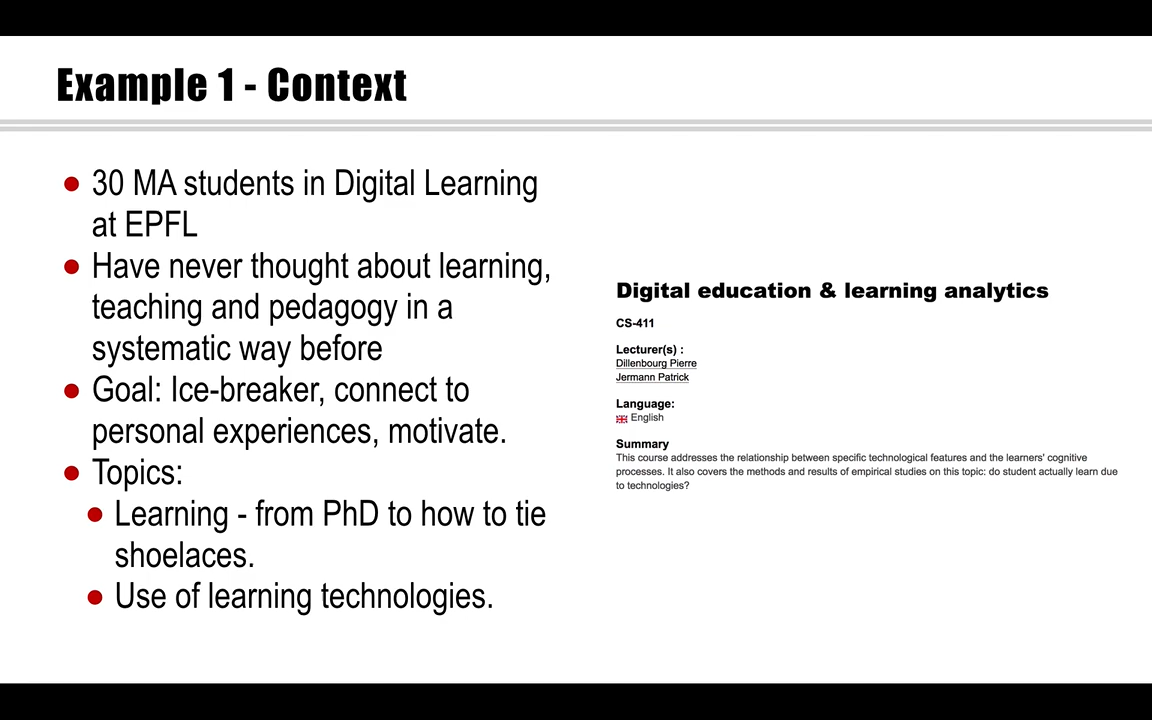 Example 1 - Context
● 30 MA students in Digital Learning
at EPFL
● Have never thought about learning,
teaching and pedagogy in a
systematic way before
● Goal: Ice-breaker, connect to
personal experiences, motivate.
● Topics:
● Learning - from PhD to how to tie
shoelaces.
● Use of learning technologies.
Digital education & learning analytics
CS-411
Lecturer(s) :
Dillenbourg Pierre
Jermann Patrick
Language:
English
Summary
This course addresses the relationship between specific technological features and the learners' cognitive
processes. It also covers the methods and results of empirical studies on this topic: do student actually learn due
to technologies?